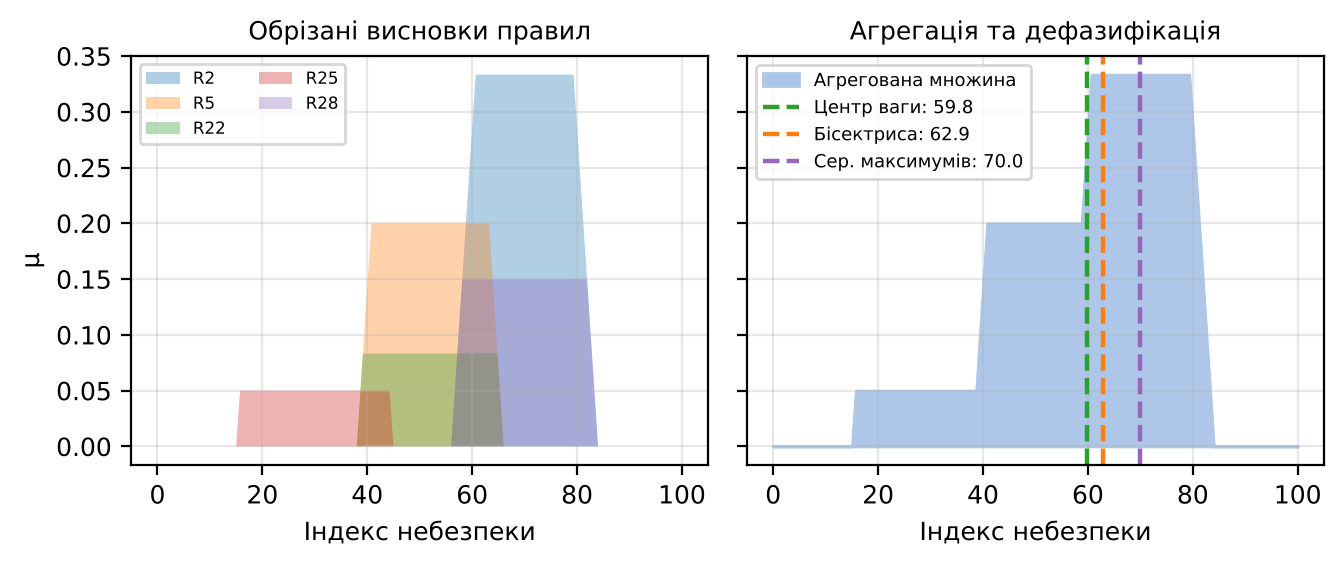 Обрізані висновки правил
R2
R5
R22
R25
R28
0.35
0.30
0.25
0.20
0.15
0.10
0.05
0.00
μ
0 20 40 60 80 100
Індекс небезпеки
Агрегація та дефазифікація
Агрегована множина
Центр ваги: 59.8
Бісектриса: 62.9
Сер. максимумів: 70.0
0 20 40 60 80 100
Індекс небезпеки